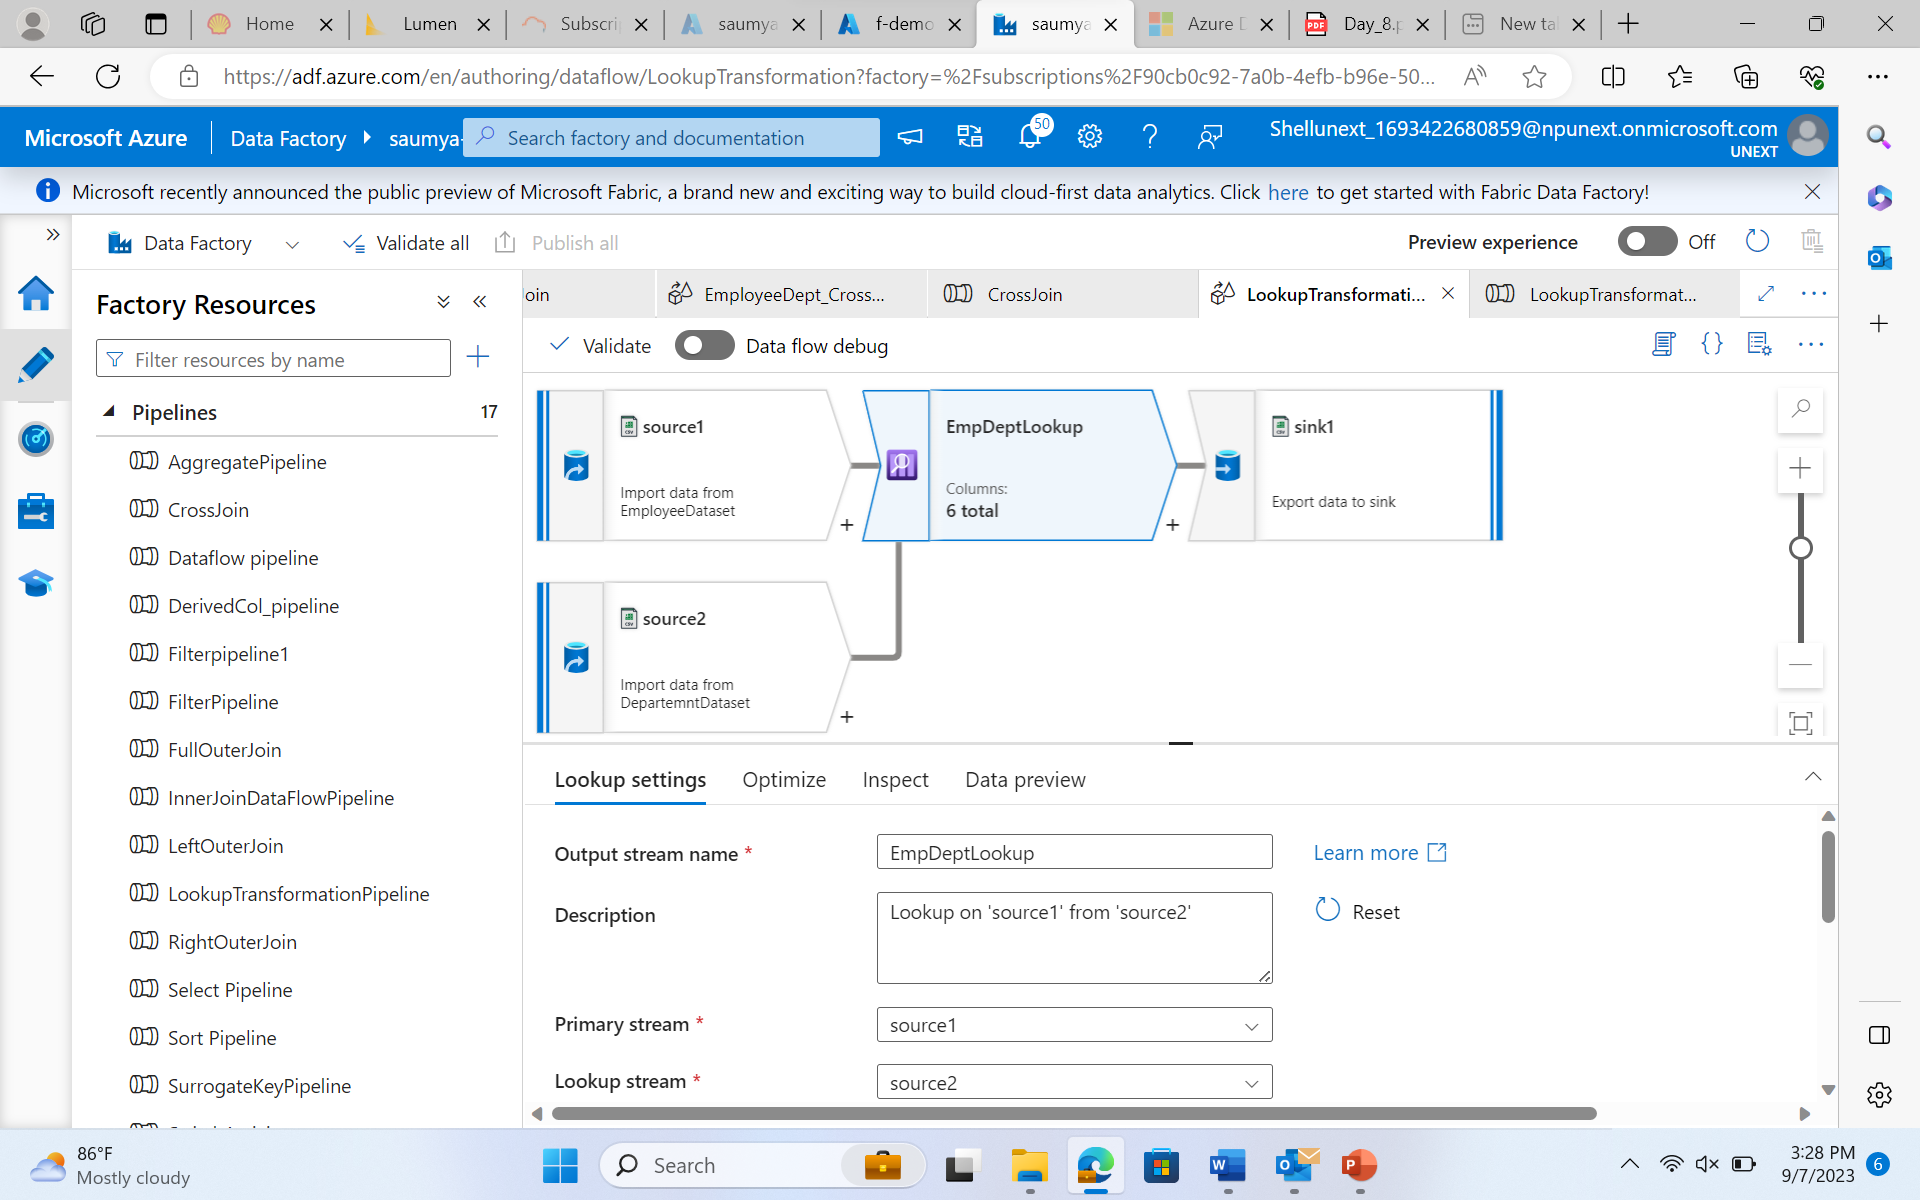 Home
Lumen
Subscri
saumya
f-demo
saumya
Azure D
Day_8.p
New ta
https://adf.azure.com/en/authoring/dataflow/LookupTransformation?factory=%2Fsubscriptions%2F90cb0c92-7a0b-4efb-b96e-50...
Microsoft Azure
Data Factory
saumya-
Search factory and documentation
50
Shellunext_1693422680859@npunext.onmicrosoft.com
UNEXT
Microsoft recently announced the public preview of Microsoft Fabric, a brand new and exciting way to build cloud-first data analytics. Click here to get started with Fabric Data Factory!
Data Factory
Validate all
Publish all
Preview experience
Off
Factory Resources
Filter resources by name
Pipelines 17
AggregatePipeline
CrossJoin
Dataflow pipeline
DerivedCol_pipeline
Filterpipeline1
FilterPipeline
FullOuterJoin
InnerJoinDataFlowPipeline
LeftOuterJoin
LookupTransformationPipeline
RightOuterJoin
Select Pipeline
Sort Pipeline
SurrogateKeyPipeline
oin
EmployeeDept_Cross...
CrossJoin
LookupTransformati...
LookupTransformat...
Validate
Data flow debug
source1
Import data from
EmployeeDataset
EmpDeptLookup
Columns:
6 total
sink1
Export data to sink
source2
Import data from
DepartemntDataset
Lookup settings
Optimize
Inspect
Data preview
Output stream name *
EmpDeptLookup
Learn more
Description
Lookup on 'source1' from 'source2'
Reset
Primary stream *
source1
Lookup stream *
source2
86°F
Mostly cloudy
Search
3:28 PM
9/7/2023
6